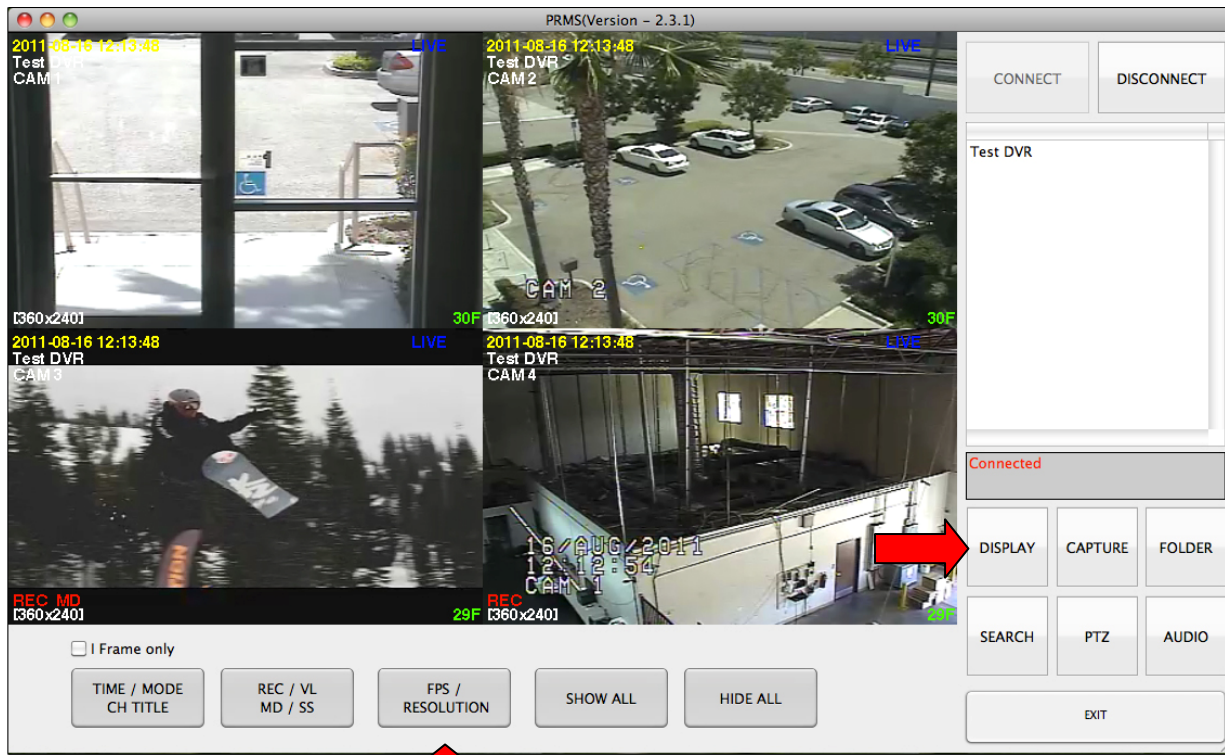 PRMS(Version – 2.3.1)
2011-08-16 12:13:48 LIVE
Test DVR
CAM 1
[360x240] 30F
2011-08-16 12:13:48 LIVE
Test DVR
CAM 2
CAM 2
[360x240] 30F
2011-08-16 12:13:48 LIVE
Test DVR
CAM 3
REC MD
[360x240] 29F
2011-08-16 12:13:48 LIVE
Test DVR
CAM 4
16/AUG/2011
12:12:54
CAM 1
REC
[360x240] 29F
CONNECT DISCONNECT
Test DVR
Connected
DISPLAY CAPTURE FOLDER
SEARCH PTZ AUDIO
EXIT
I Frame only
TIME / MODE
CH TITLE
REC / VL
MD / SS
FPS /
RESOLUTION
SHOW ALL
HIDE ALL